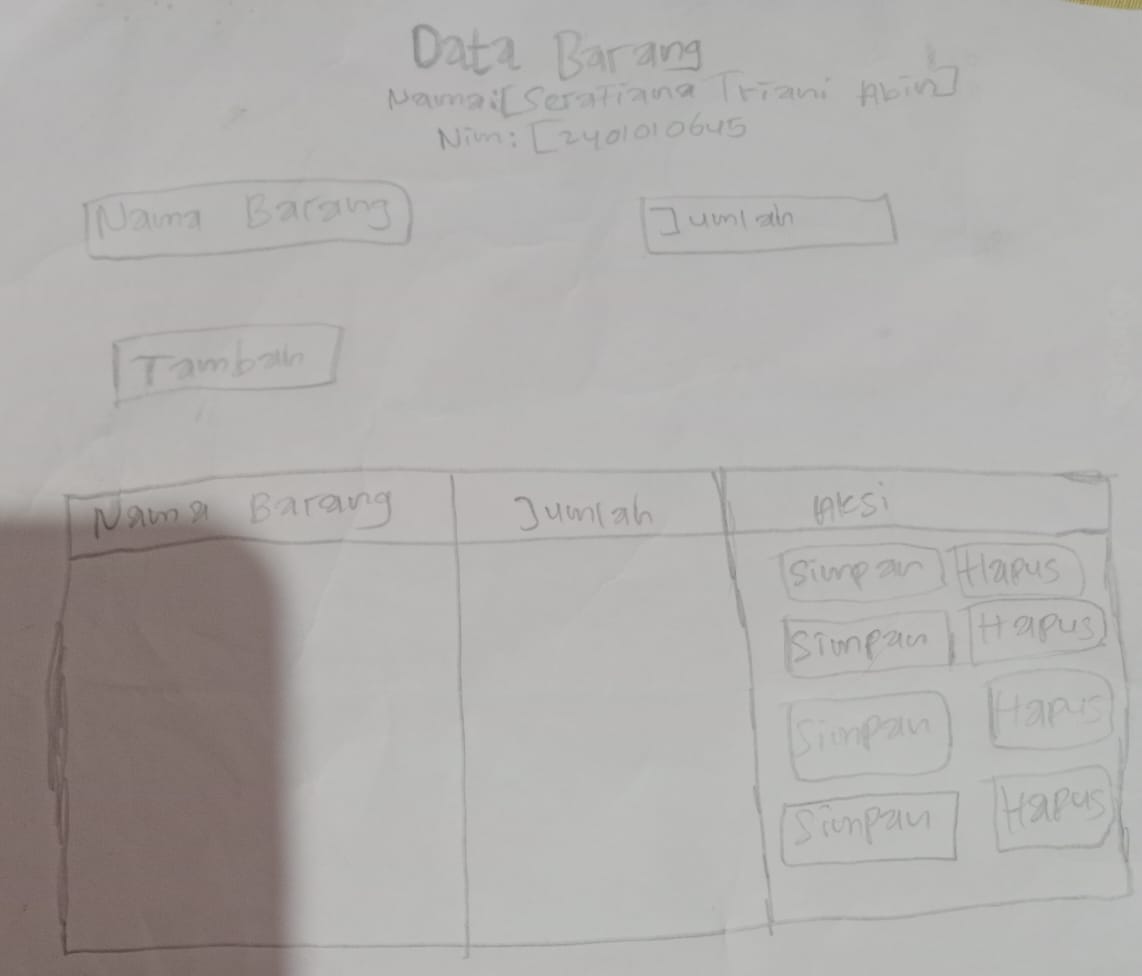 Data Barang
Nama:[Serafiana Triani Abin]
Nim: [2401010645
Nama Barang
Jumlah
Tambah
Nama Barang Jumlah Aksi
Simpan Hapus
Simpan Hapus
Simpan Hapus
Simpan Hapus